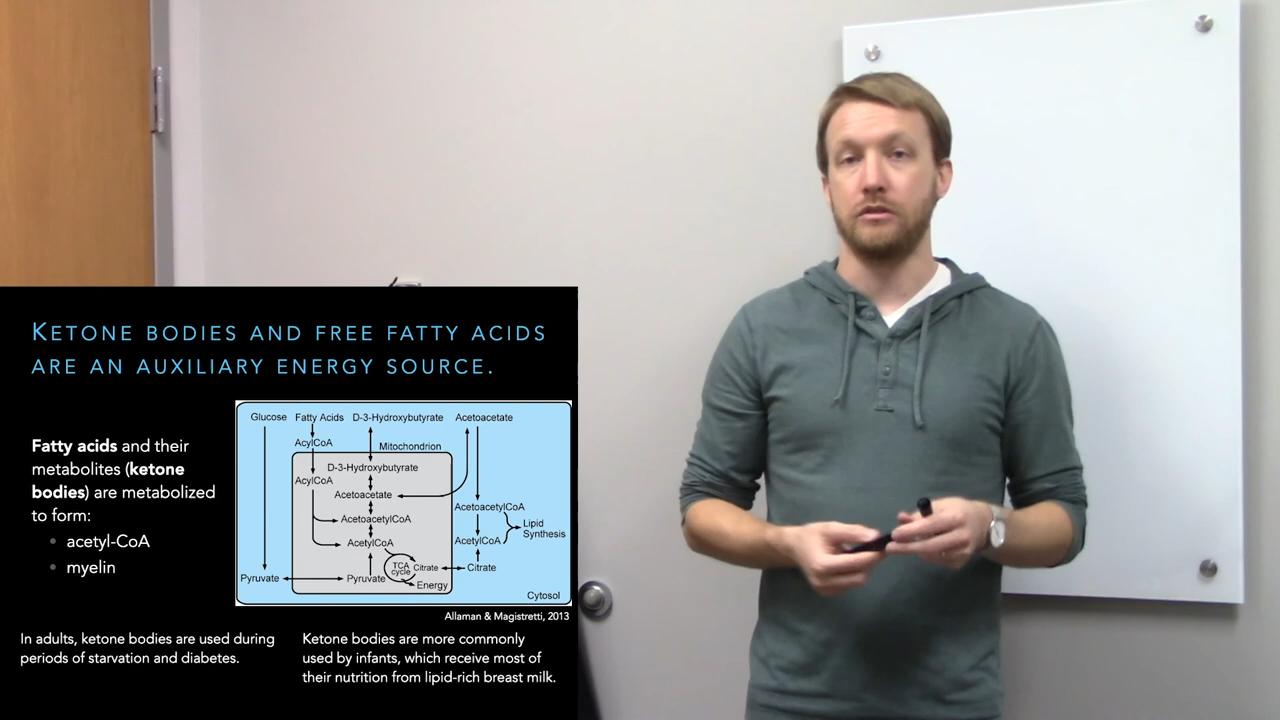 KETONE BODIES AND FREE FATTY ACIDS
ARE AN AUXILIARY ENERGY SOURCE.
Fatty acids and their
metabolites (ketone
bodies) are metabolized
to form:
• acetyl-CoA
• myelin
Glucose Fatty Acids D-3-Hydroxybutyrate Acetoacetate
AcylCoA
Mitochondrion
D-3-Hydroxybutyrate
AcylCoA
Acetoacetate
AcetoacetylCoA
AcetoacetylCoA
Lipid
Synthesis
AcetylCoA
AcetylCoA
TCA
cycle
Citrate
Citrate
Pyruvate
Pyruvate
Energy
Cytosol
Allaman & Magistretti, 2013
In adults, ketone bodies are used during
periods of starvation and diabetes.
Ketone bodies are more commonly
used by infants, which receive most of
their nutrition from lipid-rich breast milk.